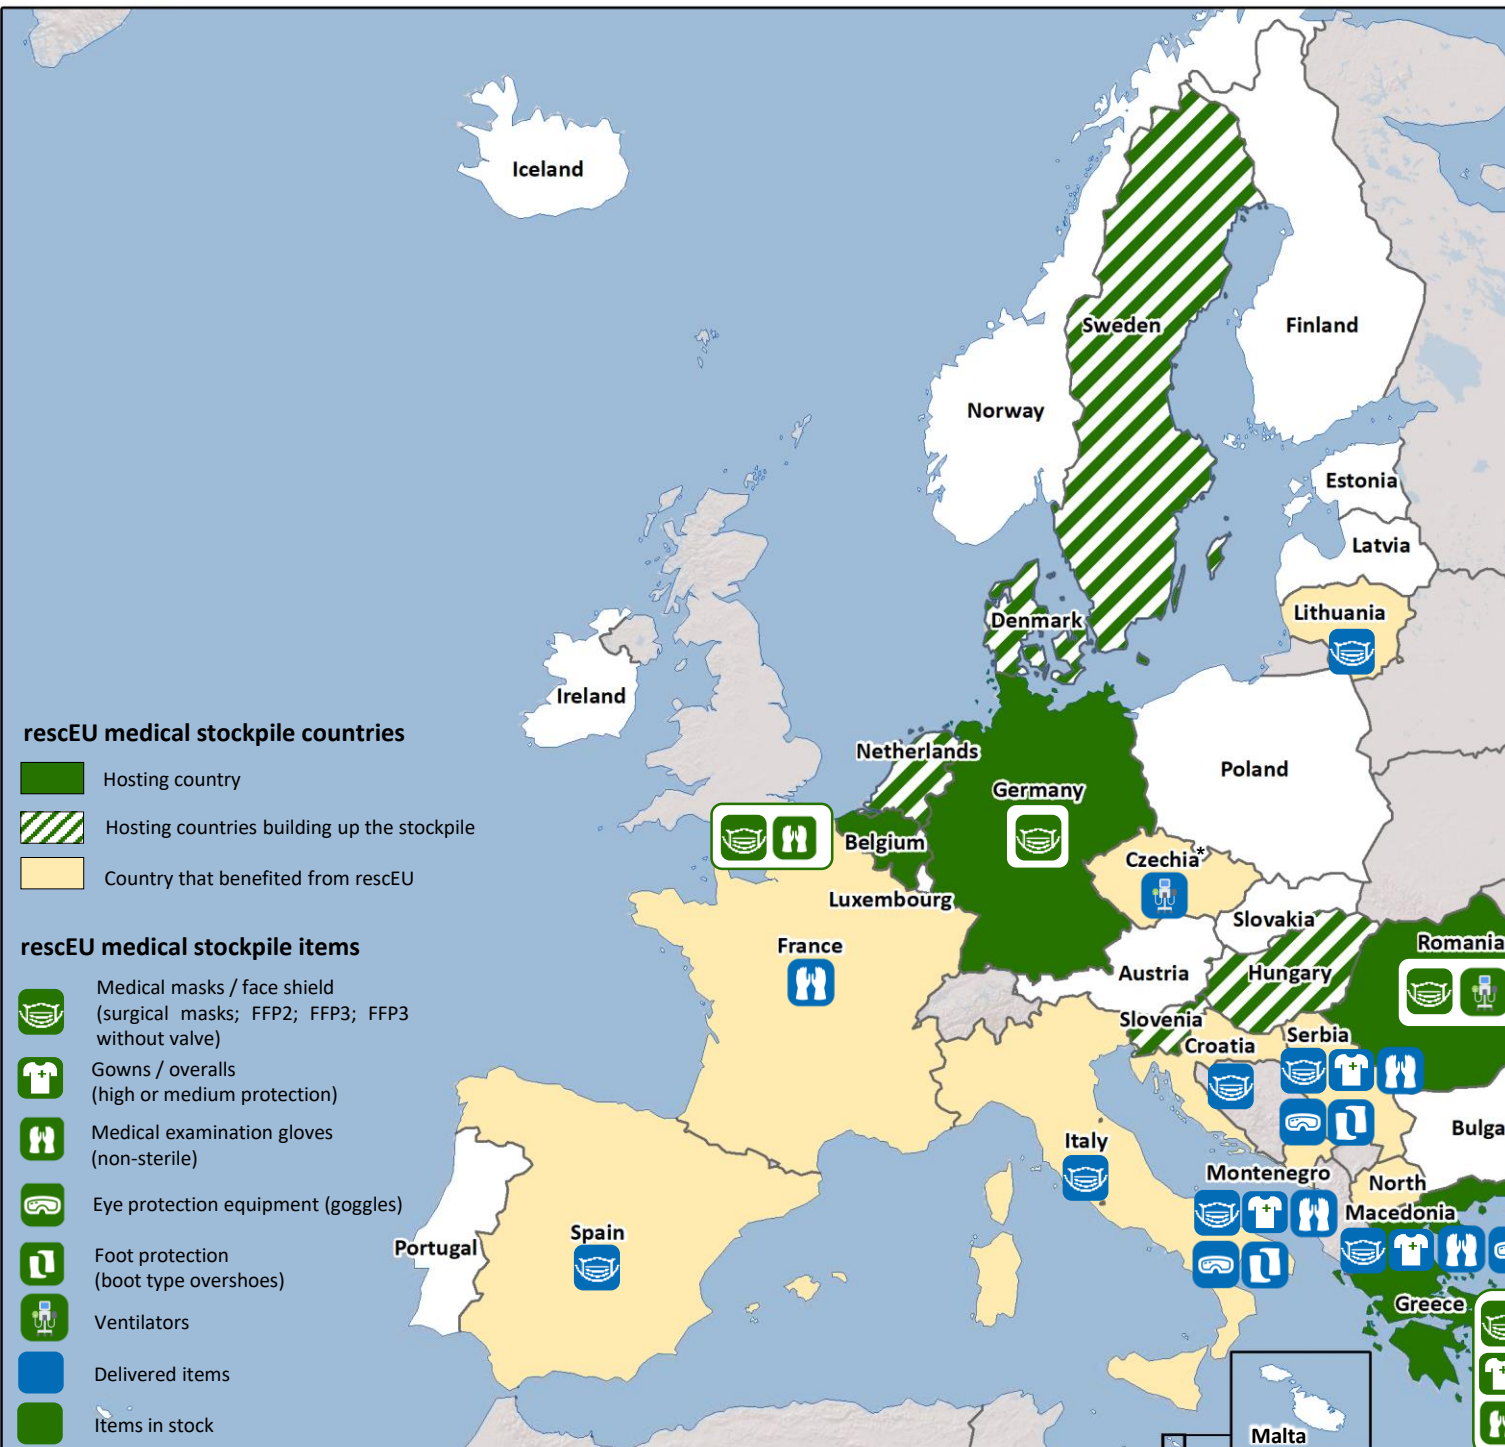 Iceland
Sweden
Finland
Norway
Estonia
Latvia
Lithuania
Denmark
Ireland
rescEU medical stockpile countries
Hosting country
Hosting countries building up the stockpile
Country that benefited from rescEU
Netherlands
Germany
Poland
Belgium
Czechia*
Luxembourg
Slovakia
France
Romania
Austria
Hungary
Slovenia
Croatia
Serbia
Bulga
Italy
Montenegro
North
Macedonia
Spain
Portugal
Greece
Malta
rescEU medical stockpile items
Medical masks / face shield
(surgical masks; FFP2; FFP3; FFP3
without valve)
Gowns / overalls
(high or medium protection)
Medical examination gloves
(non-sterile)
Eye protection equipment (goggles)
Foot protection
(boot type overshoes)
Ventilators
Delivered items
Items in stock